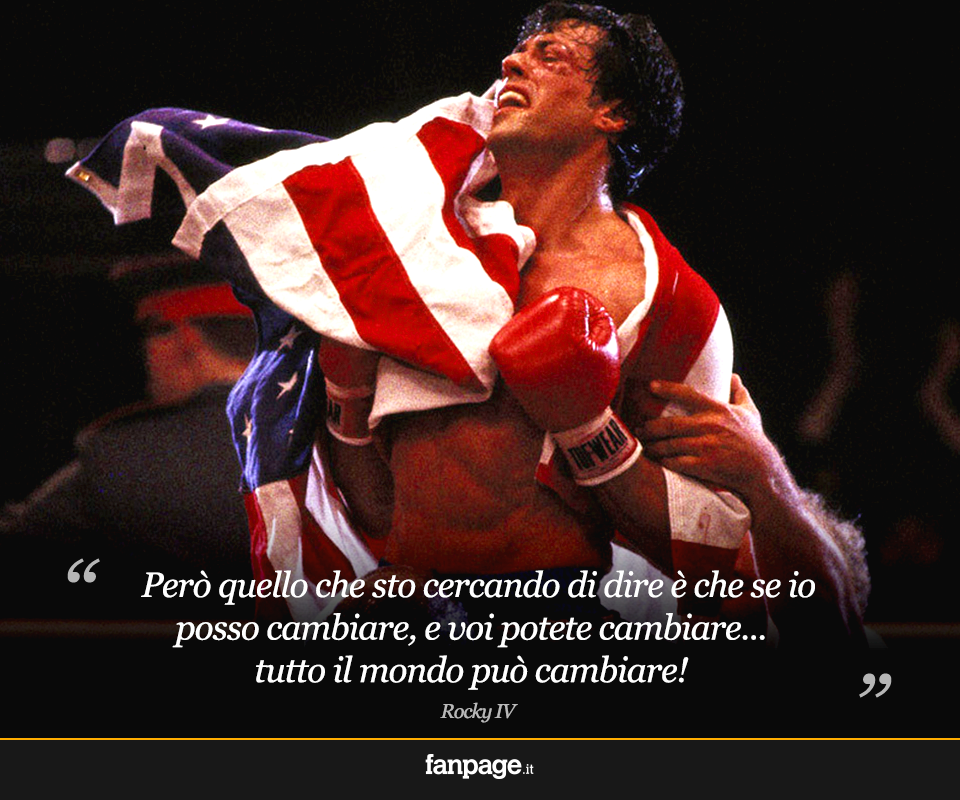 TUFWEAR
“
Però quello che sto cercando di dire è che se io
posso cambiare, e voi potete cambiare...
tutto il mondo può cambiare!
”
Rocky IV
fanpage.it